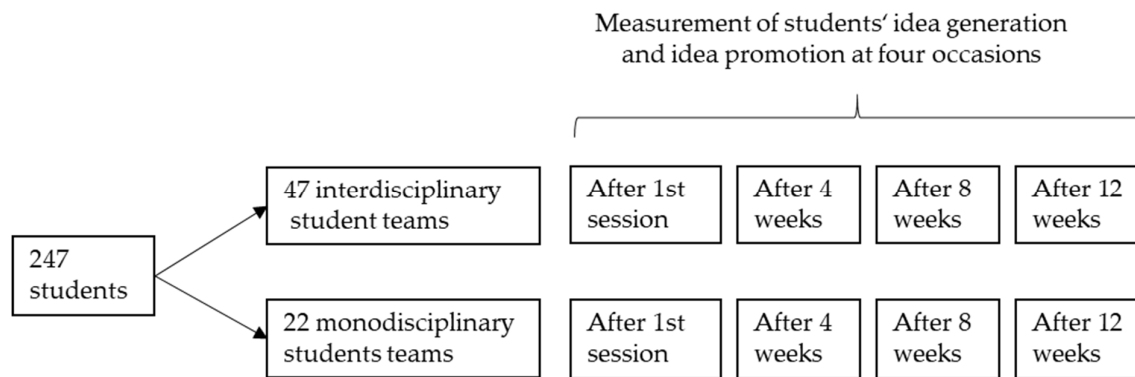 Measurement of students‘ idea generation
and idea promotion at four occasions
47 interdisciplinary
student teams
After 1st
session
After 4
weeks
After 8
weeks
After 12
weeks
247
students
22 monodisciplinary
students teams
After 1st
session
After 4
weeks
After 8
weeks
After 12
weeks